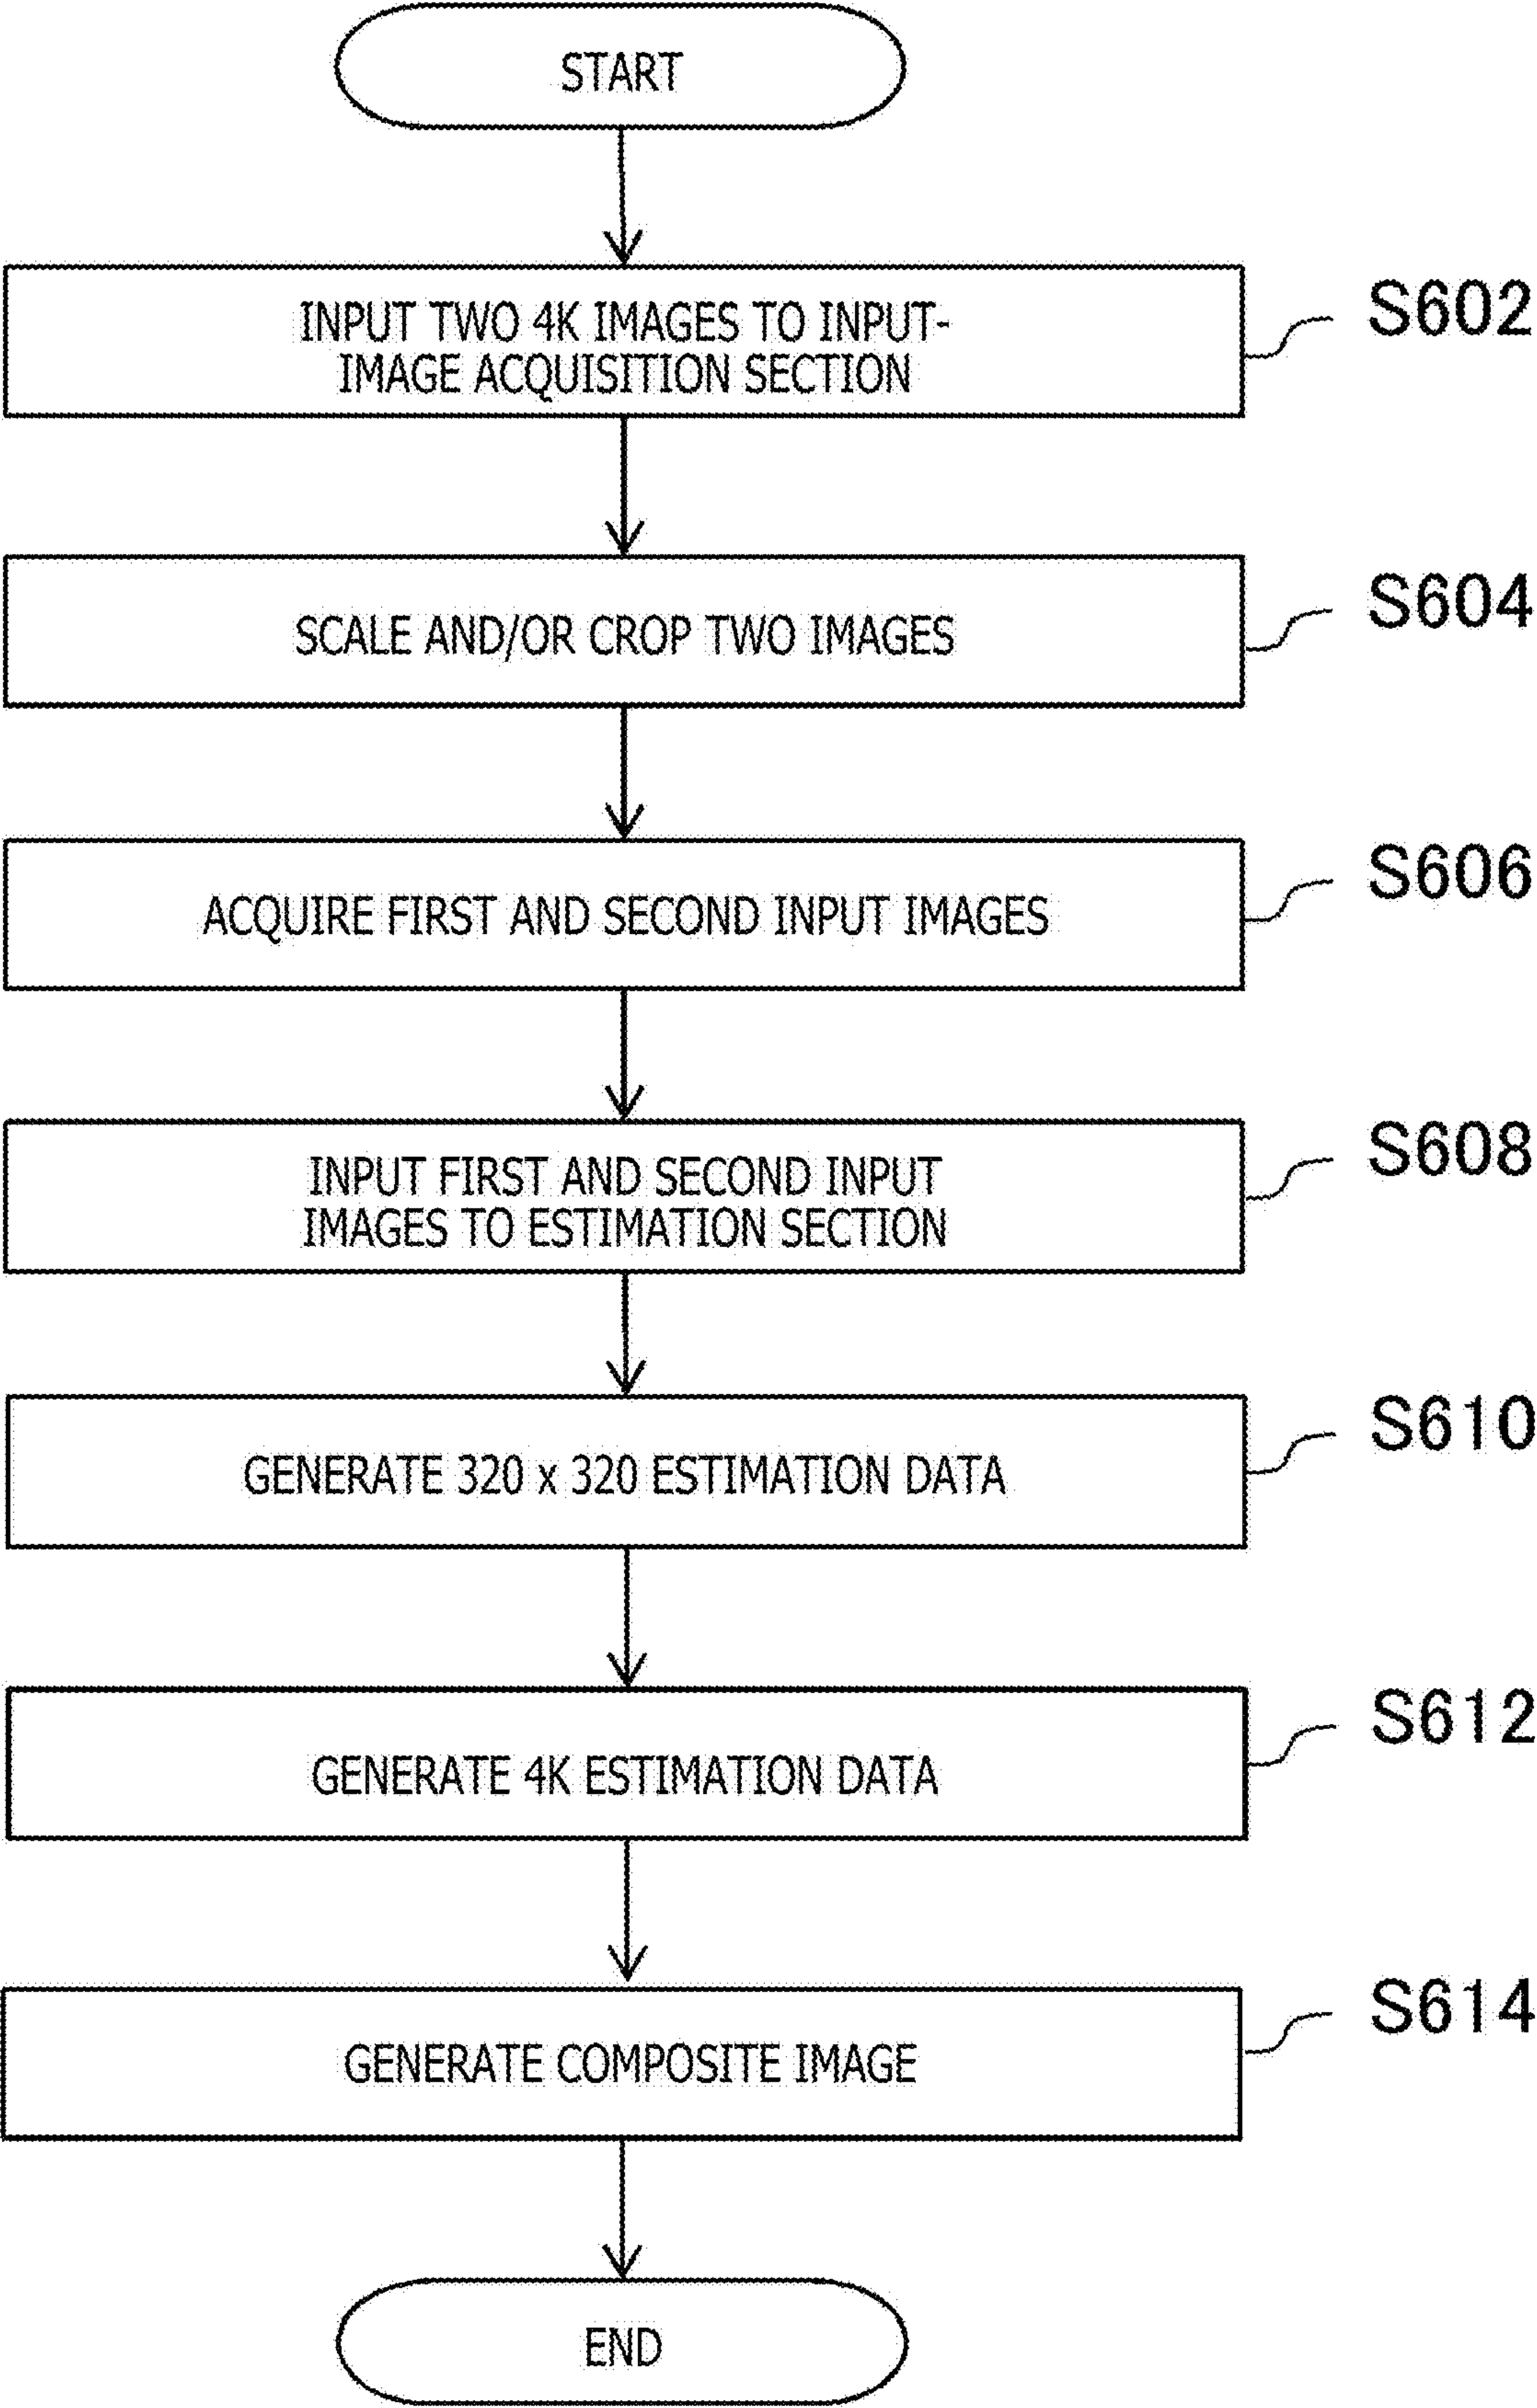 START
INPUT TWO 4K IMAGES TO INPUT-
IMAGE ACQUISITION SECTION
S602
SCALE AND/OR CROP TWO IMAGES
S604
ACQUIRE FIRST AND SECOND INPUT IMAGES
S606
INPUT FIRST AND SECOND INPUT
IMAGES TO ESTIMATION SECTION
S608
GENERATE 320 x 320 ESTIMATION DATA
S610
GENERATE 4K ESTIMATION DATA
S612
GENERATE COMPOSITE IMAGE
S614
END